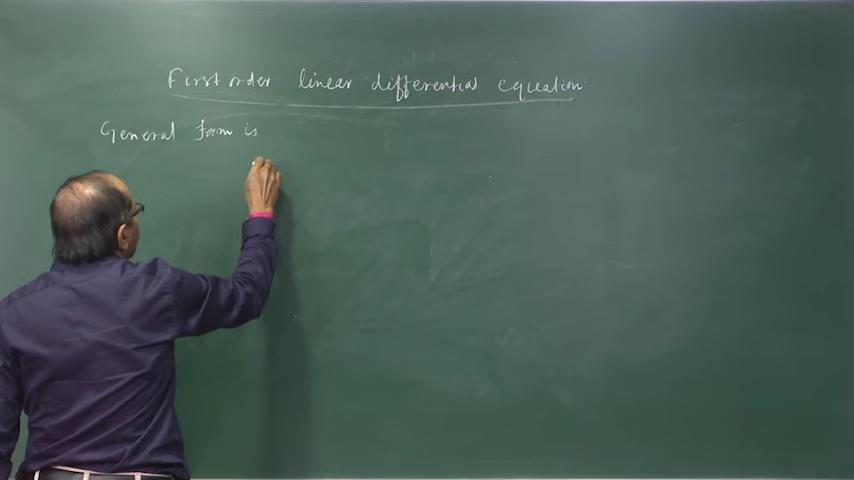 First order linear differential equation
General form is